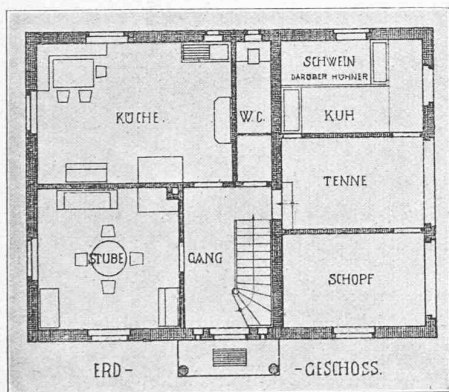 SCHWEIN
DARÜBER HÜHNER
KÜCHE.
W.C.
KUH
TENNE
STUBE
GANG
SCHOPF
ERD-
-GESCHOSS.